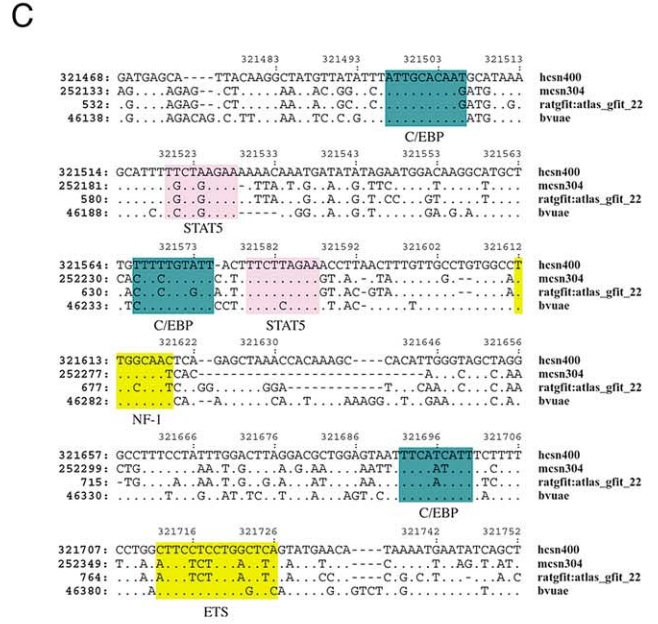 C
321483 321493 321503 321513
321468: GATGAGCA----TTACAAGGCTATGTTATATTTATTGCACAATGCATAAA hcsn400
252133: AG....AGAG--.CT.....AA..AC.GG..C..........GATG.... mcsn304
532: .G....AGAG--.CT.....AA....GC..C...........GATG..G. ratgfit:atlas_gfit_22
46138: .G...AGACAG.C.TT...AA..TC.C.G.............ATG..... bvuae
C/EBP
321523 321533 321543 321553 321563
321514: GCATTTTTCTAAGAAAAAACAAATGATATATAGAATGGACAAGGCATGCT hcsn400
252181: .......G..G....-.TTA.T.G..A..G.TTC.....T.....T.... mcsn304
580: .......G..G....-.TTA...G..A..G.T.CC...GT.....T.... ratgfit:atlas_gfit_22
46188: ....C..C..G....------.GG..A.G..T......GA.G.A...... bvuae
STAT5
321573 321582 321592 321602 321612
321564: TGTTTTTGTATT-ACTTTCTTAGAAACCTTAACTTTGTTGCCTGTGGCCT hcsn400
252230: CAC..C......C.T..........GT.A..-TA......G.....--A. mcsn304
630: .AC..C...G.A.T...........GT.AC-GTA..............A. ratgfit:atlas_gfit_22
46233: .TC.........CCT.....C....T.AC-.....T.............. bvuae
C/EBP STAT5
321622 321630 321636 321646 321656
321613: TGGCAACTCA--GAGCTAACCACAAAGC----CACATTGGGTAGCTAGG hcsn400
252277: ......TCAC----------------------------A...C...C.AA mcsn304
677: ..C...TC..GG.....GGA...........-T...CAA...C....C.AA ratgfit:atlas_gfit_22
46282: .......CA..A......CA..T....AAAG..GG..T..GAA....C.A. bvuae
NF-1
321666 321676 321686 321696 321706
321657: GCCTTTCCTATTTGGACTTAGGACGCTGGAGTAATTTCATCATTTCTTTT hcsn400
252299: CTG.......AA.T.G....A.G.AA....AATT.....AT....C.... mcsn304
715: -TG....A...AA.T.G..G.A....AT....AA......A....TC... ratgfit:atlas_gfit_22
46330: ......T...G..AT.TC..T...A....AGT.C..........A..... bvuae
C/EBP
321716 321726 321742 321752
321707: CCTGGCTTCCTCCTGGCTCAGTATGAACA----TAAAATGAATATCAGCT hcsn400
252349: T..A.A...TCT...A..T..A...T....C......T...AG.T.AT. mcsn304
764: ...A.A...TCT...A..T..A....CC....C.G.C.T....-...A.C ratgfit:atlas_gfit_22
46380: ....A...........G..CA....G..GTCT..G.........T..... bvuae
ETS